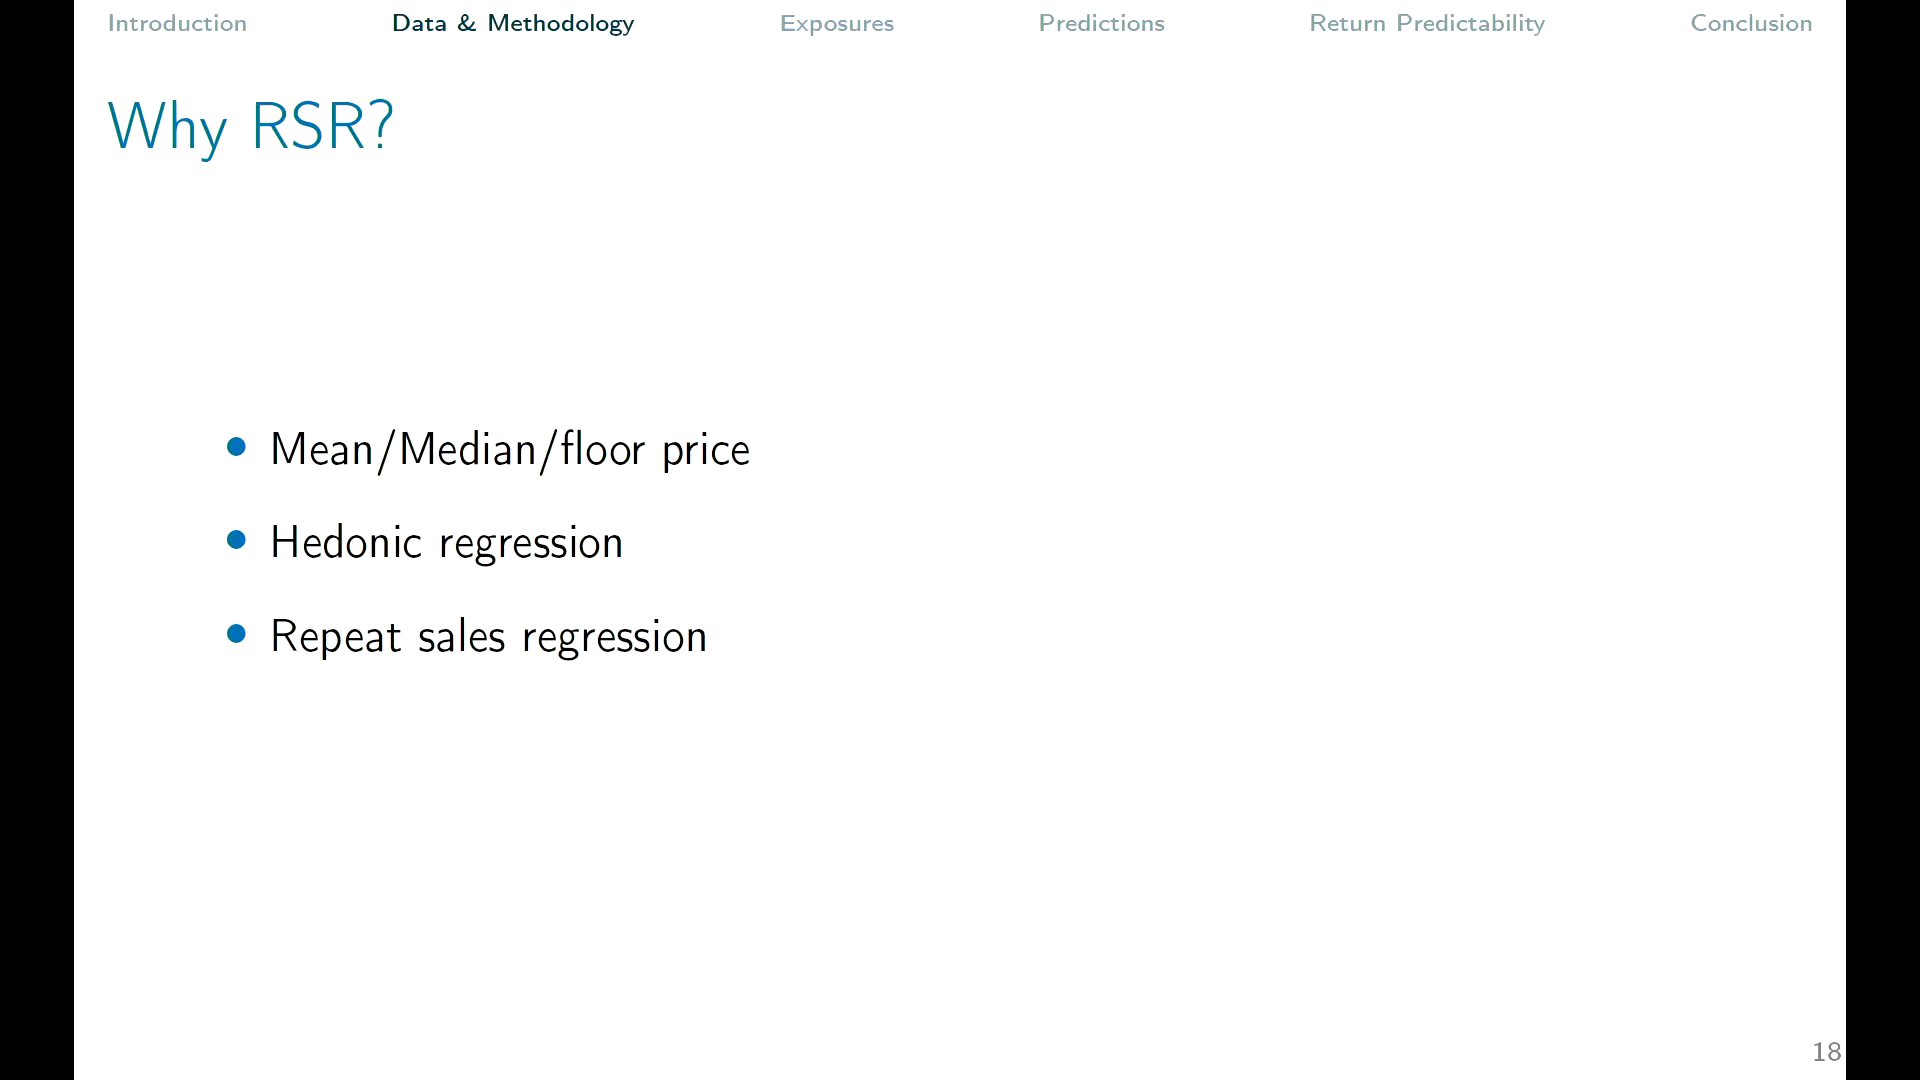 Introduction Data & Methodology Exposures Predictions Return Predictability Conclusion
Why RSR?
• Mean/Median/floor price
• Hedonic regression
• Repeat sales regression
18